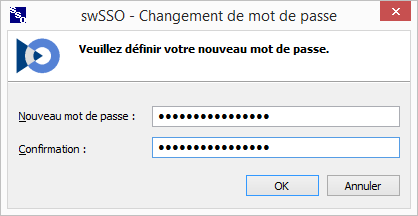 swSSO - Changement de mot de passe
Veuillez définir votre nouveau mot de passe.
Nouveau mot de passe : ●●●●●●●●●●●●●●●●
Confirmation : ●●●●●●●●●●●●●●●●
OK Annuler